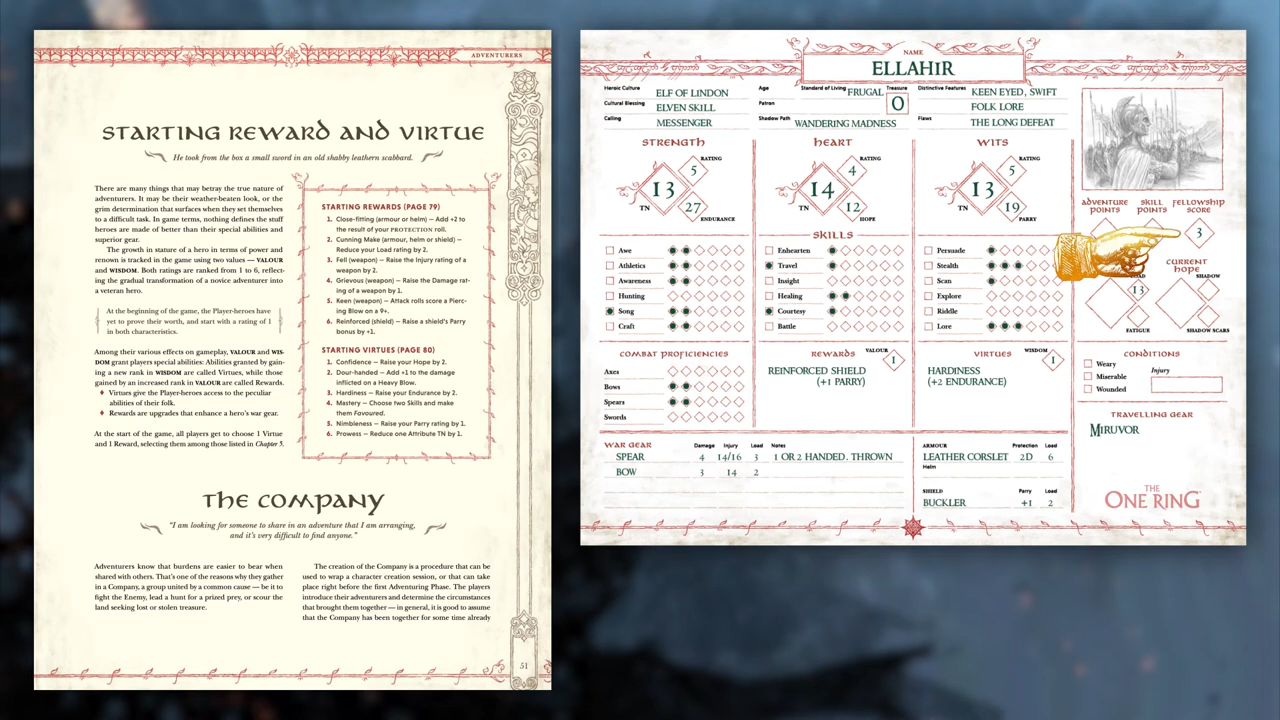 ADVENTURERS
STARTING REWARD AND VIRTUE
He took from the box a small sword in an old shabby leathern scabbard.
There are many things that may betray the true nature of
adventurers. It may be their weather-beaten look, or the
grim determination that surfaces when they set themselves
to a difficult task. In game terms, nothing defines the stuff
heroes are made of better than their special abilities and
superior gear.
The growth in stature of a hero in terms of power and
renown is tracked in the game using two values — VALOUR
and WISDOM. Both ratings are ranked from 1 to 6, reflect-
ing the gradual transformation of a novice adventurer into
a veteran hero.
At the beginning of the game, the Player-heroes have
yet to prove their worth, and start with a rating of 1
in both characteristics.
Among their various effects on gameplay, VALOUR and WIS-
DOM grant players special abilities: Abilities granted by gain-
ing a new rank in WISDOM are called Virtues, while those
gained by an increased rank in VALOUR are called Rewards.
♦ Virtues give the Player-heroes access to the peculiar
abilities of their folk.
♦ Rewards are upgrades that enhance a hero's war gear.
At the start of the game, all players get to choose 1 Virtue
and 1 Reward, selecting them among those listed in Chapter 5.
STARTING REWARDS (PAGE 79)
1. Close-fitting (armour or helm) — Add +2 to
the result of your PROTECTION roll.
2. Cunning Make (armour, helm or shield) —
Reduce your Load rating by 2.
3. Fell (weapon) — Raise the Injury rating of a
weapon by 2.
4. Grievous (weapon) — Raise the Damage rat-
ing of a weapon by 1.
5. Keen (weapon) — Attack rolls score a Pierc-
ing Blow on a 9+.
6. Reinforced (shield) — Raise a shield's Parry
bonus by +1.
STARTING VIRTUES (PAGE 80)
1. Confidence — Raise your Hope by 2.
2. Dour-handed — Add +1 to the damage
inflicted on a Heavy Blow.
3. Hardiness — Raise your Endurance by 2.
4. Mastery — Choose two Skills and make
them Favoured.
5. Nimbleness — Raise your Parry rating by 1.
6. Prowess — Reduce one Attribute TN by 1.
THE COMPANY
"I am looking for someone to share in an adventure that I am arranging,
and it's very difficult to find anyone."
Adventurers know that burdens are easier to bear when
shared with others. That's one of the reasons why they gather
in a Company, a group united by a common cause — be it to
fight the Enemy, lead a hunt for a prized prey, or scour the
land seeking lost or stolen treasure.
The creation of the Company is a procedure that can be
used to wrap a character creation session, or that can take
place right before the first Adventuring Phase. The players
introduce their adventurers and determine the circumstances
that brought them together — in general, it is good to assume
that the Company has been together for some time already
51
NAME
ELLAHIR
Heroic Culture ELF OF LINDON
Cultural Blessing ELVEN SKILL
Calling MESSENGER
Age Standard of Living FRUGAL Treasure 0
Patron
Shadow Path WANDERING MADNESS
Distinctive Features KEEN EYED, SWIFT
FOLK LORE
Flaws THE LONG DEFEAT
STRENGTH
RATING
5
13
TN 27
ENDURANCE
HEART
RATING
4
14
TN 12
HOPE
WITS
RATING
5
13
TN 19
PARRY
ADVENTURE POINTS
SKILL POINTS
FELLOWSHIP SCORE
3
SKILLS
Awe Enhearten Persuade
Athletics Travel Stealth
Awareness Insight Scan
Hunting Healing Explore
Song Courtesy Riddle
Craft Battle Lore
CURRENT HOPE
SHADOW
13
FATIGUE SHADOW SCARS
COMBAT PROFICIENCIES
Axes
Bows
Spears
Swords
REWARDS VALOUR 1
REINFORCED SHIELD
(+1 PARRY)
VIRTUES WISDOM 1
HARDINESS
(+2 ENDURANCE)
CONDITIONS
Weary
Miserable
Wounded
Injury
TRAVELLING GEAR
MIRUVOR
WAR GEAR Damage Injury Load Notes
SPEAR 4 14/16 3 1 OR 2 HANDED. THROWN
BOW 3 14 2
ARMOUR Protection Load
LEATHER CORSLET 2D 6
Helm
SHIELD Parry Load
BUCKLER +1 2
THE
ONE RING